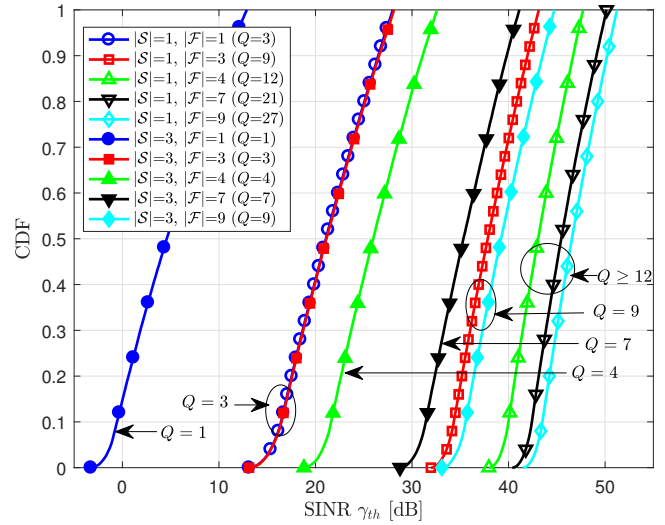 1
0.9
0.8
0.7
0.6
0.5
0.4
0.3
0.2
0.1
0
CDF
|S|=1, |F|=1 (Q=3)
|S|=1, |F|=3 (Q=9)
|S|=1, |F|=4 (Q=12)
|S|=1, |F|=7 (Q=21)
|S|=1, |F|=9 (Q=27)
|S|=3, |F|=1 (Q=1)
|S|=3, |F|=3 (Q=3)
|S|=3, |F|=4 (Q=4)
|S|=3, |F|=7 (Q=7)
|S|=3, |F|=9 (Q=9)
Q ≥ 12
Q = 9
Q = 7
Q = 4
Q = 3
Q = 1
0 10 20 30 40 50
SINR γth [dB]